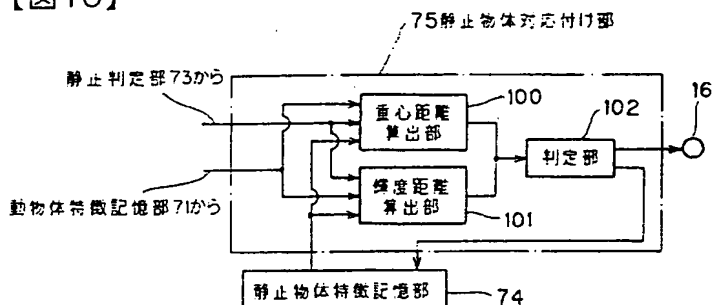 【図10】
75静止物体対応付け部
静止判定部73から
動物体特徴記憶部71から
重心距離
算出部
100
輝度距離
算出部
101
判定部
102
16
静止物体特徴記憶部
74